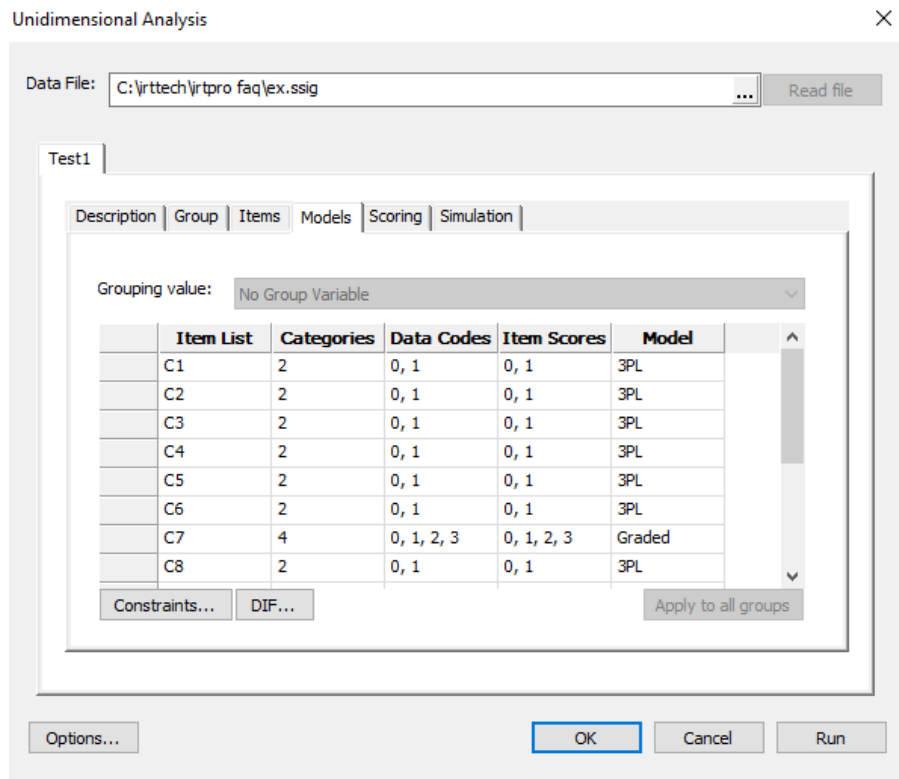 Unidimensional Analysis
Data File: C:\irttech\irtpro faq\ex.ssig ... Read file
Test1
Description Group Items Models Scoring Simulation
Grouping value: No Group Variable
Item List Categories Data Codes Item Scores Model
C1 2 0, 1 0, 1 3PL
C2 2 0, 1 0, 1 3PL
C3 2 0, 1 0, 1 3PL
C4 2 0, 1 0, 1 3PL
C5 2 0, 1 0, 1 3PL
C6 2 0, 1 0, 1 3PL
C7 4 0, 1, 2, 3 0, 1, 2, 3 Graded
C8 2 0, 1 0, 1 3PL
Constraints... DIF... Apply to all groups
Options... OK Cancel Run